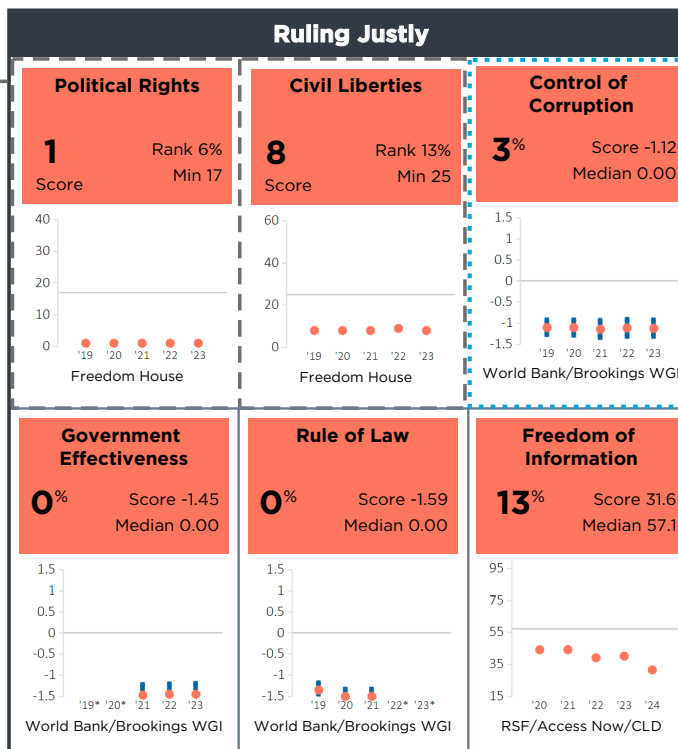 Ruling Justly
Political Rights
1
Score
Rank 6%
Min 17
40
30
20
10
0
'19 '20 '21 '22 '23
Freedom House
Civil Liberties
8
Score
Rank 13%
Min 25
60
40
20
0
'19 '20 '21 '22 '23
Freedom House
Control of
Corruption
3%
Score -1.12
Median 0.00
1.5
1
0.5
0
-0.5
-1
-1.5
'19 '20 '21 '22 '23
World Bank/Brookings WGI
Government
Effectiveness
0%
Score -1.45
Median 0.00
1.5
1
0.5
0
-0.5
-1
-1.5
'19* '20* '21 '22 '23
World Bank/Brookings WGI
Rule of Law
0%
Score -1.59
Median 0.00
1.5
1
0.5
0
-0.5
-1
-1.5
'19 '20 '21 '22* '23*
World Bank/Brookings WGI
Freedom of
Information
13%
Score 31.6
Median 57.1
95
75
55
35
15
'20 '21 '22 '23 '24
RSF/Access Now/CLD